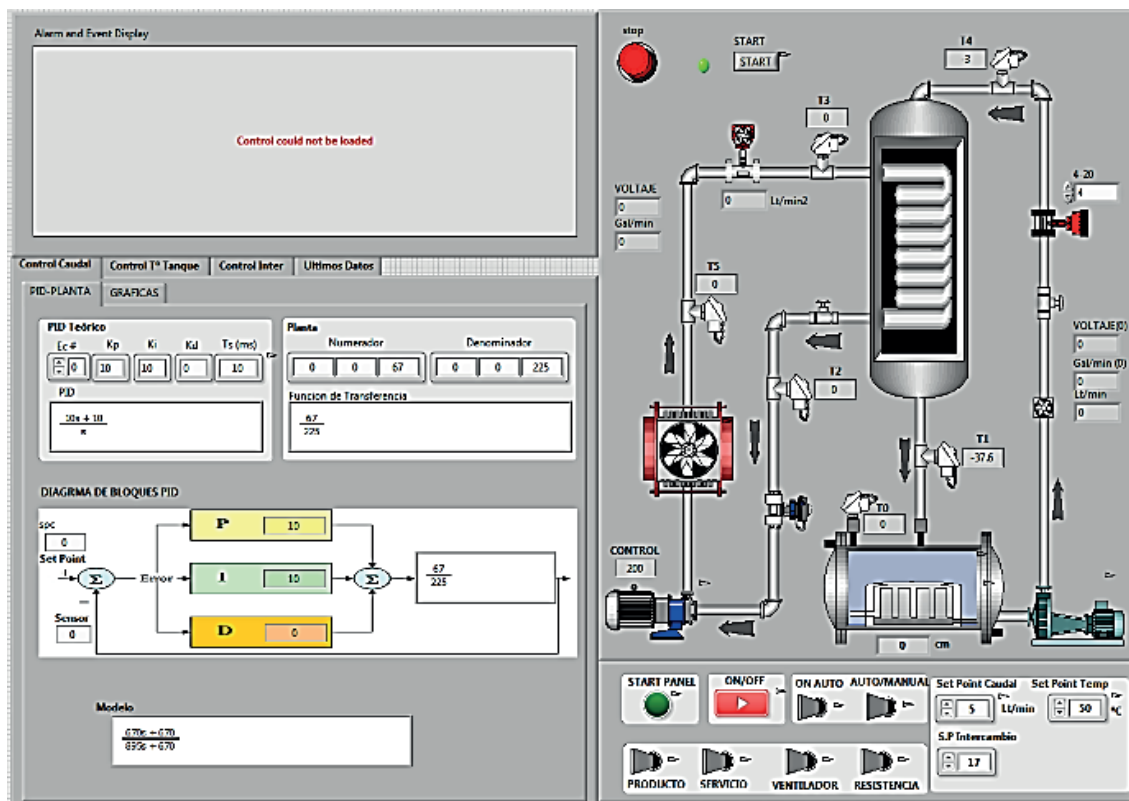 Alarm and Event Display
Control could not be loaded
Control Caudal
Control Tª Tanque
Control Inter
Ultimos Datos
PID-PLANTA
GRAFICAS
PID Teórico
Ec # Kp Ki Kd Ts (ms)
0 10 10 0 10
PID
10s + 10
s
Planta
Numerador Denominador
0 0 67 0 0 225
Funcion de Transferencia
67
225
DIAGRMA DE BLOQUES PID
spc
0
Set Point
Σ
Error
Sensor
0
P 10
I 10
D 0
Σ
67
225
Modelo
670s + 670
895s + 670
stop
START
START
T4
3
T3
0
4-20
4
VOLTAJE
0
Gal/min
0
0 Lt/min2
T5
0
T2
0
VOLTAJE(0)
0
Gal/min (0)
0
Lt/min
0
T1
-37.6
T0
0
CONTROL
200
0 cm
START PANEL
ON/OFF
ON AUTO
AUTO/MANUAL
Set Point Caudal
5 Lt/min
Set Point Temp
50 ºC
S.P Intercambio
17
PRODUCTO
SERVICIO
VENTILADOR
RESISTENCIA